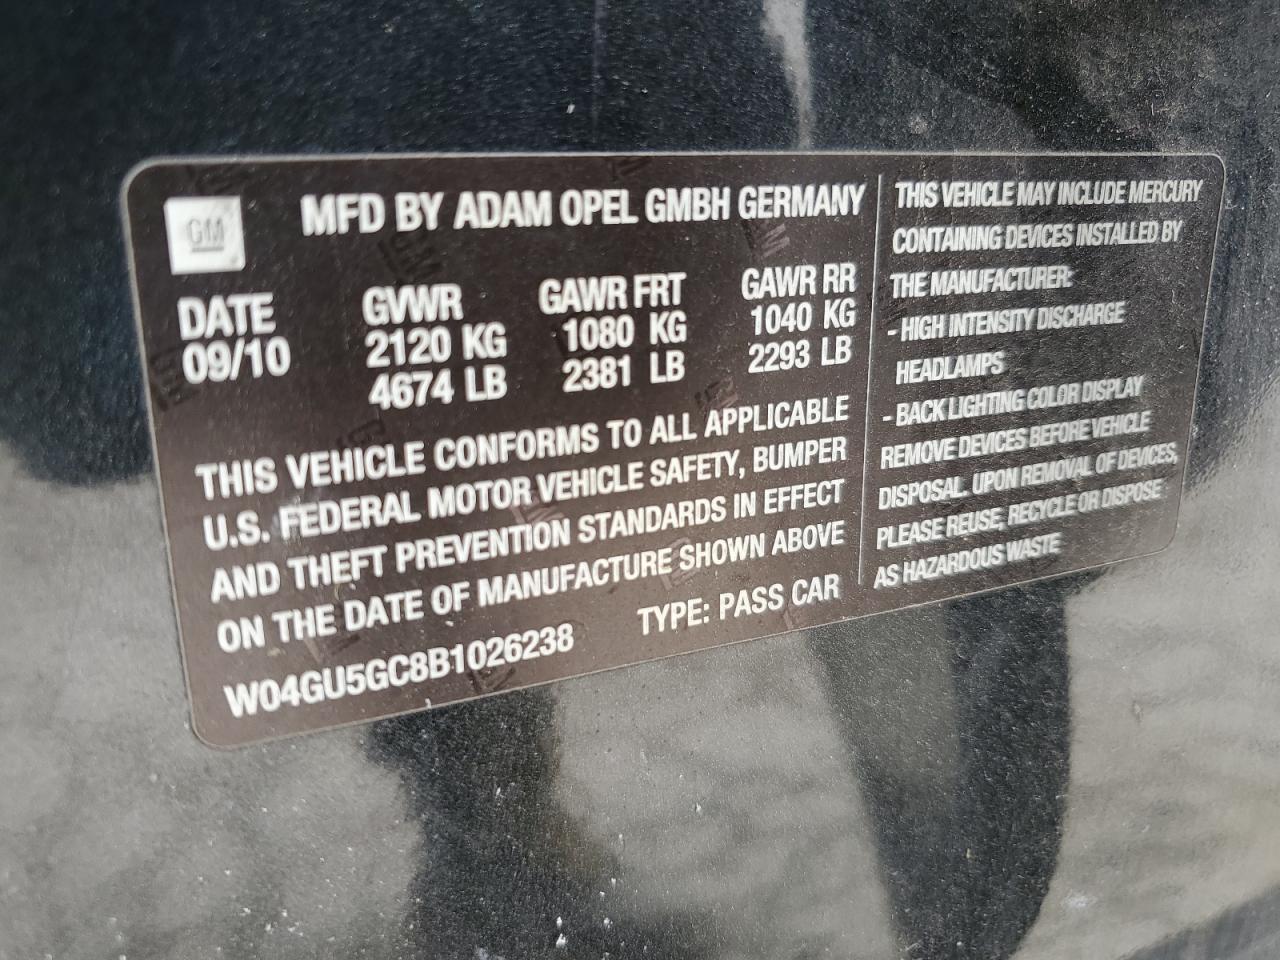 GM
MFD BY ADAM OPEL GMBH GERMANY
DATE
09/10
GVWR
2120 KG
4674 LB
GAWR FRT
1080 KG
2381 LB
GAWR RR
1040 KG
2293 LB
THIS VEHICLE CONFORMS TO ALL APPLICABLE
U.S. FEDERAL MOTOR VEHICLE SAFETY, BUMPER
AND THEFT PREVENTION STANDARDS IN EFFECT
ON THE DATE OF MANUFACTURE SHOWN ABOVE
W04GU5GC8B1026238
TYPE: PASS CAR
THIS VEHICLE MAY INCLUDE MERCURY
CONTAINING DEVICES INSTALLED BY
THE MANUFACTURER:
- HIGH INTENSITY DISCHARGE
HEADLAMPS
- BACK LIGHTING COLOR DISPLAY
REMOVE DEVICES BEFORE VEHICLE
DISPOSAL. UPON REMOVAL OF DEVICES,
PLEASE REUSE, RECYCLE OR DISPOSE
AS HAZARDOUS WASTE